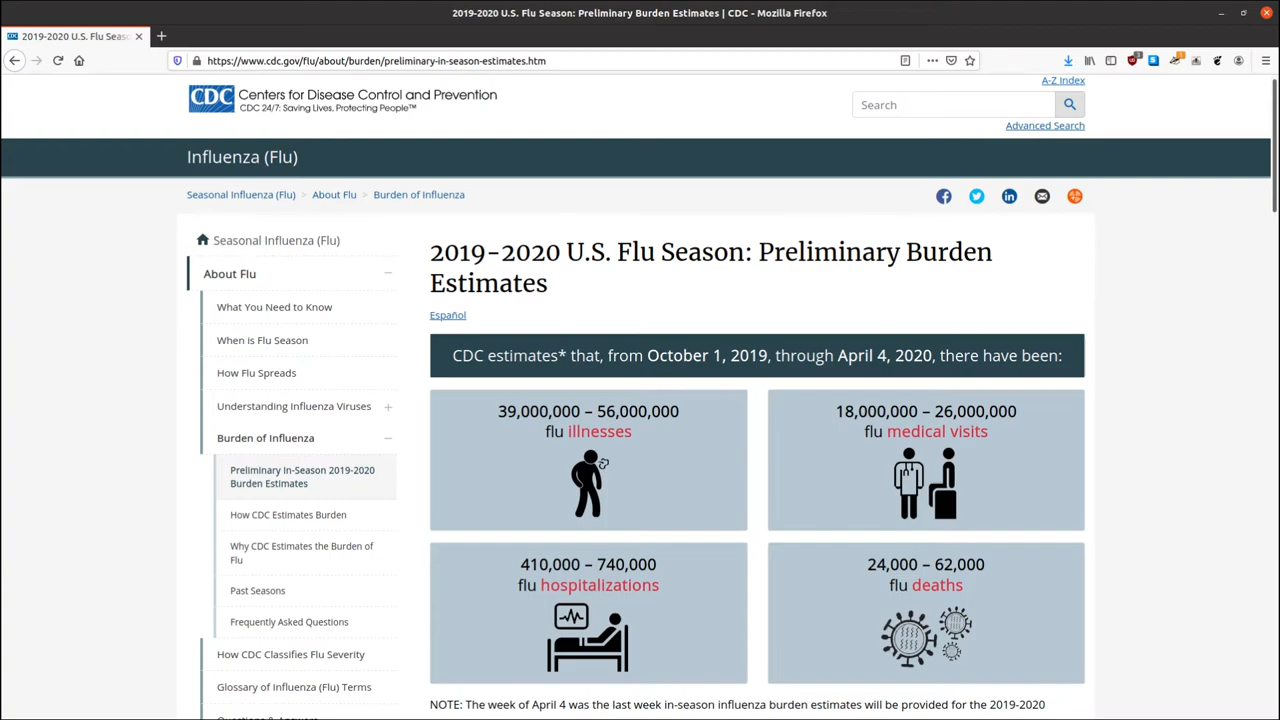 2019-2020 U.S. Flu Season: Preliminary Burden Estimates | CDC - Mozilla Firefox
2019-2020 U.S. Flu Seas
https://www.cdc.gov/flu/about/burden/preliminary-in-season-estimates.htm
A-Z Index
CDC Centers for Disease Control and Prevention
CDC 24/7: Saving Lives, Protecting People™
Search
Advanced Search
Influenza (Flu)
Seasonal Influenza (Flu) > About Flu > Burden of Influenza
Seasonal Influenza (Flu)
About Flu
What You Need to Know
When is Flu Season
How Flu Spreads
Understanding Influenza Viruses
Burden of Influenza
Preliminary In-Season 2019-2020
Burden Estimates
How CDC Estimates Burden
Why CDC Estimates the Burden of
Flu
Past Seasons
Frequently Asked Questions
How CDC Classifies Flu Severity
Glossary of Influenza (Flu) Terms
2019-2020 U.S. Flu Season: Preliminary Burden
Estimates
Español
CDC estimates* that, from October 1, 2019, through April 4, 2020, there have been:
39,000,000 – 56,000,000
flu illnesses
18,000,000 – 26,000,000
flu medical visits
410,000 – 740,000
flu hospitalizations
24,000 – 62,000
flu deaths
NOTE: The week of April 4 was the last week in-season influenza burden estimates will be provided for the 2019-2020